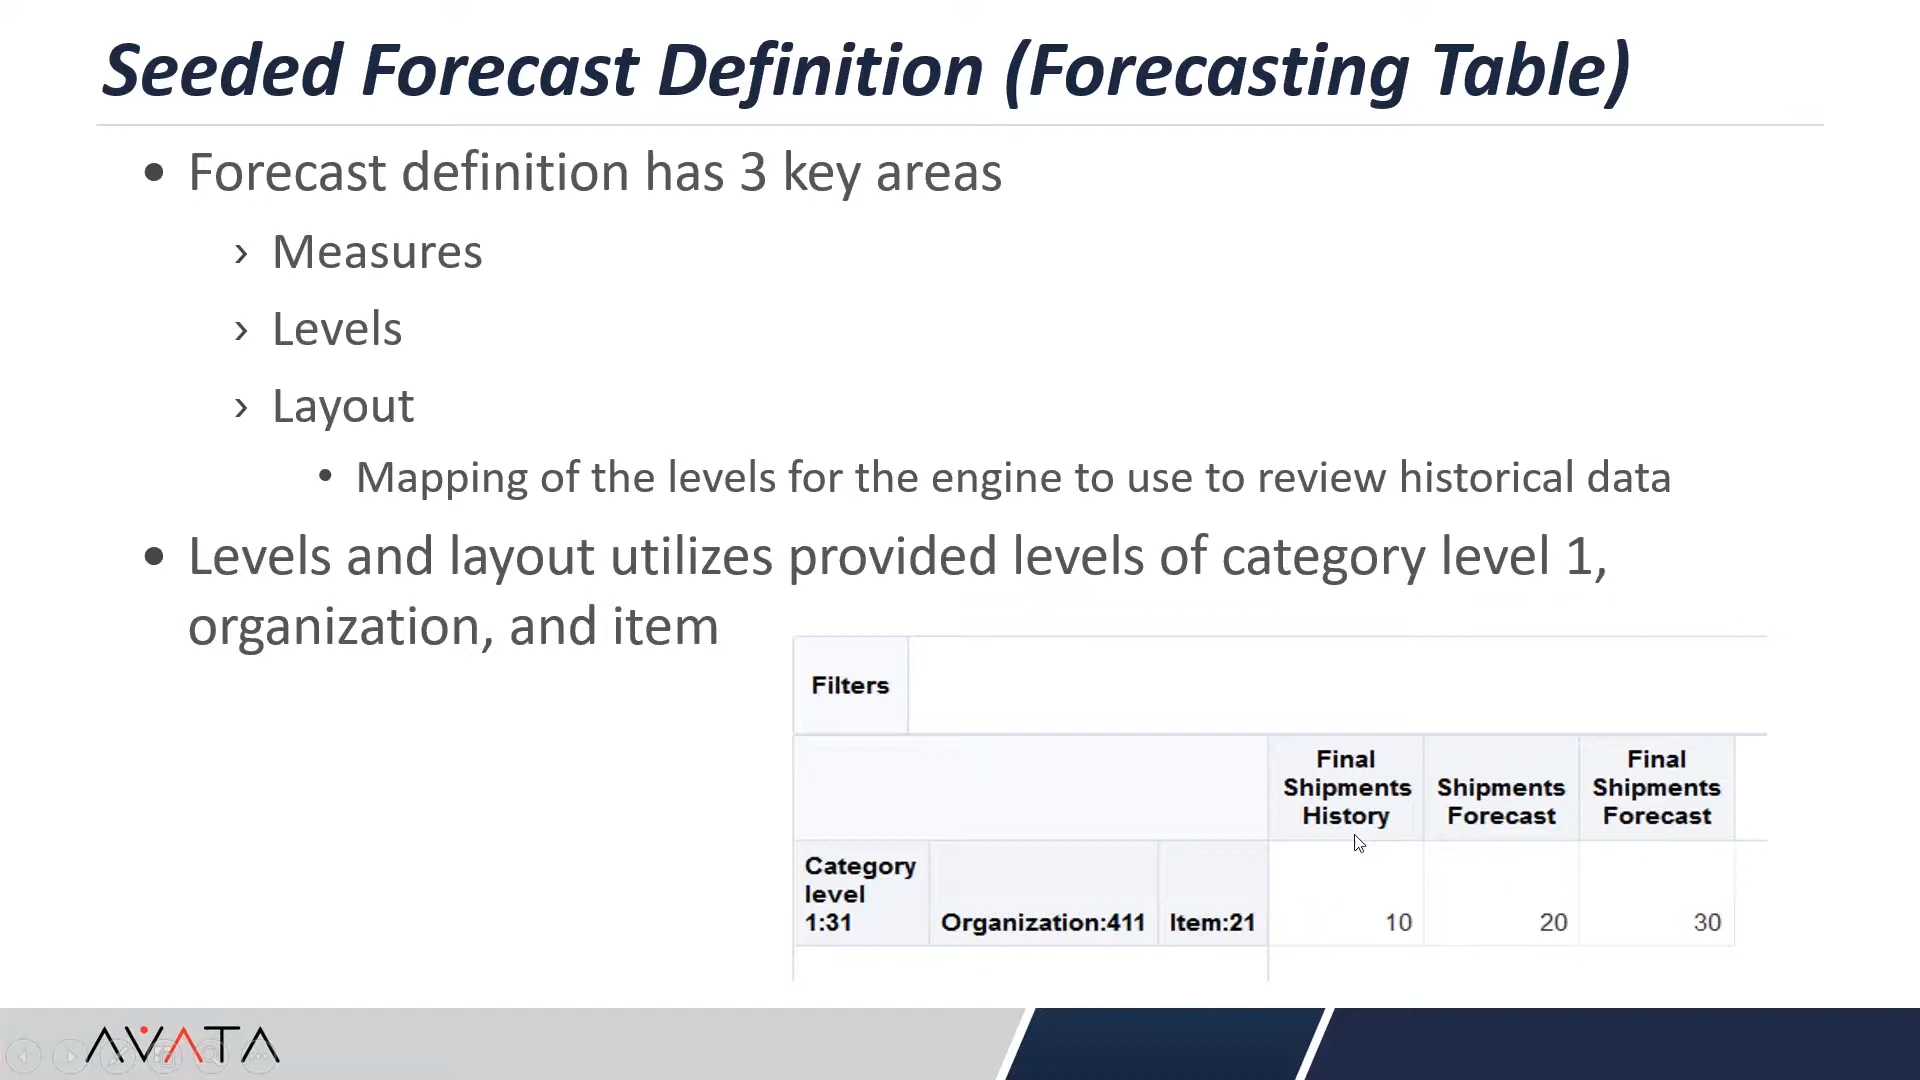 Seeded Forecast Definition (Forecasting Table)
• Forecast definition has 3 key areas
› Measures
› Levels
› Layout
• Mapping of the levels for the engine to use to review historical data
• Levels and layout utilizes provided levels of category level 1,
organization, and item
Filters
Final
Shipments
History
Shipments
Forecast
Final
Shipments
Forecast
Category
level
1:31
Organization:411
Item:21
10
20
30
AVATA